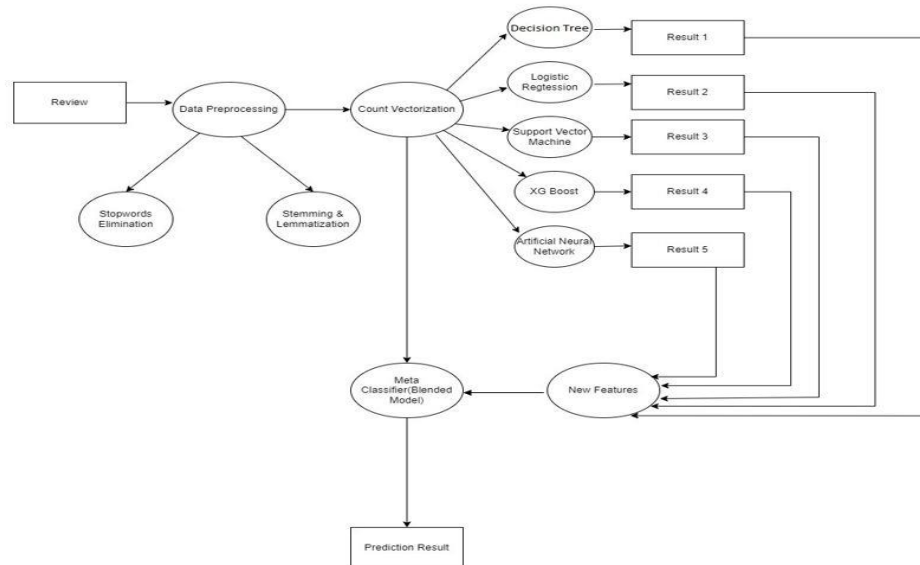 Decision Tree
Result 1
Review
Data Preprocessing
Count Vectorization
Logistic
Regtession
Result 2
Support Vector
Machine
Result 3
XG Boost
Result 4
Stopwords
Elimination
Stemming &
Lemmatization
Artificial Neural
Network
Result 5
Meta
Classifier(Blended
Model)
New Features
Prediction Result